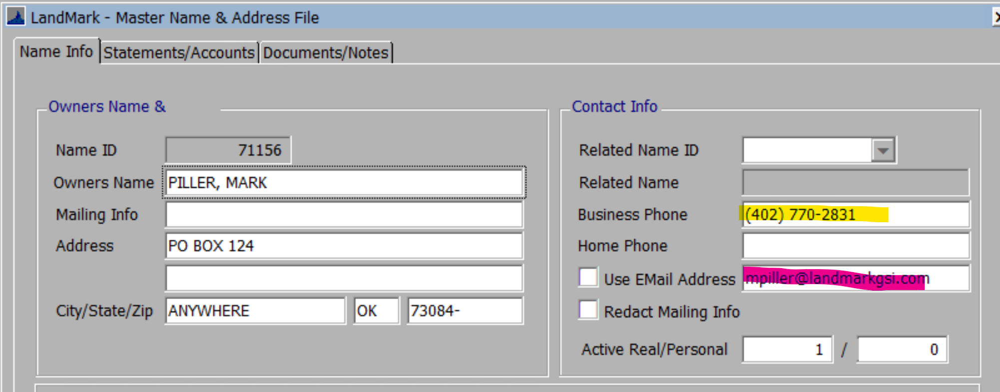 LandMark - Master Name & Address File
Name Info Statements/Accounts Documents/Notes
Owners Name &
Name ID 71156
Owners Name PILLER, MARK
Mailing Info
Address PO BOX 124
City/State/Zip ANYWHERE OK 73084-
Contact Info
Related Name ID
Related Name
Business Phone (402) 770-2831
Home Phone
Use EMail Address mpiller@landmarkgsi.com
Redact Mailing Info
Active Real/Personal 1 / 0